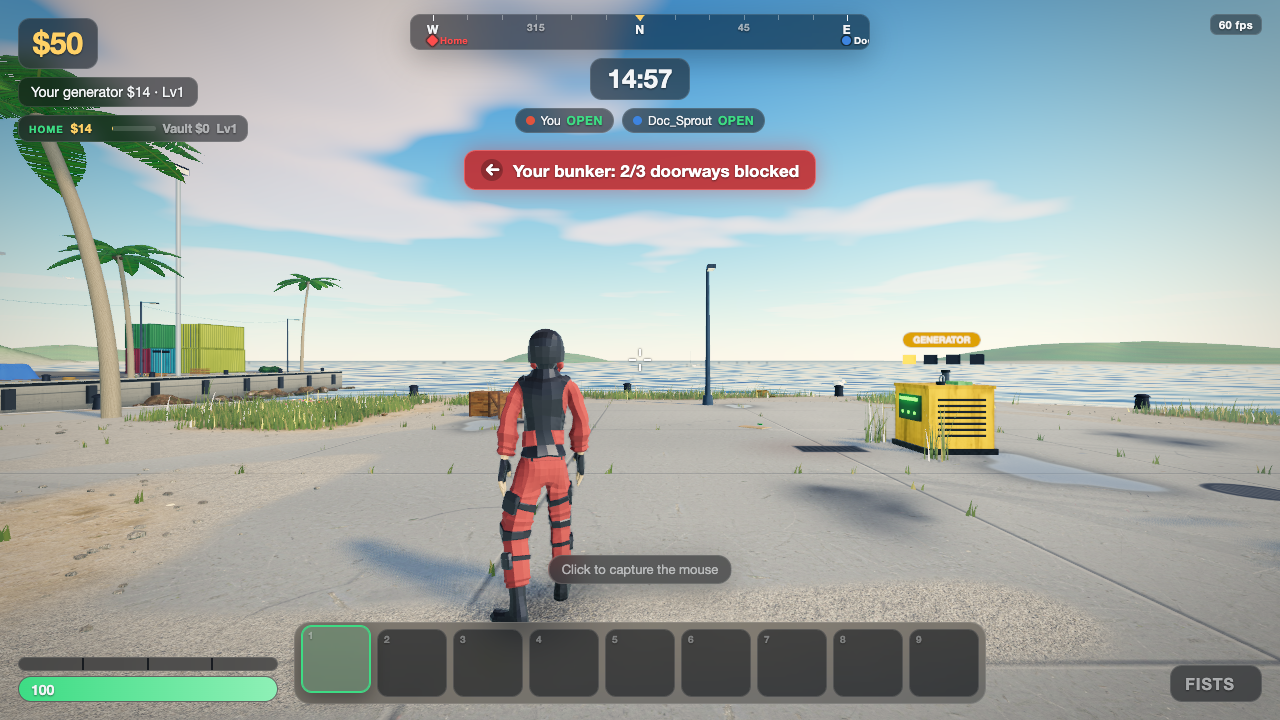 $50
Your generator $14 · Lv1
HOME $14 Vault $0 Lv1
W 315 N 45 E
Home
14:57
You OPEN
Doc_Sprout OPEN
Your bunker: 2/3 doorways blocked
60 fps
GENERATOR
Click to capture the mouse
1 2 3 4 5 6 7 8 9
100
FISTS